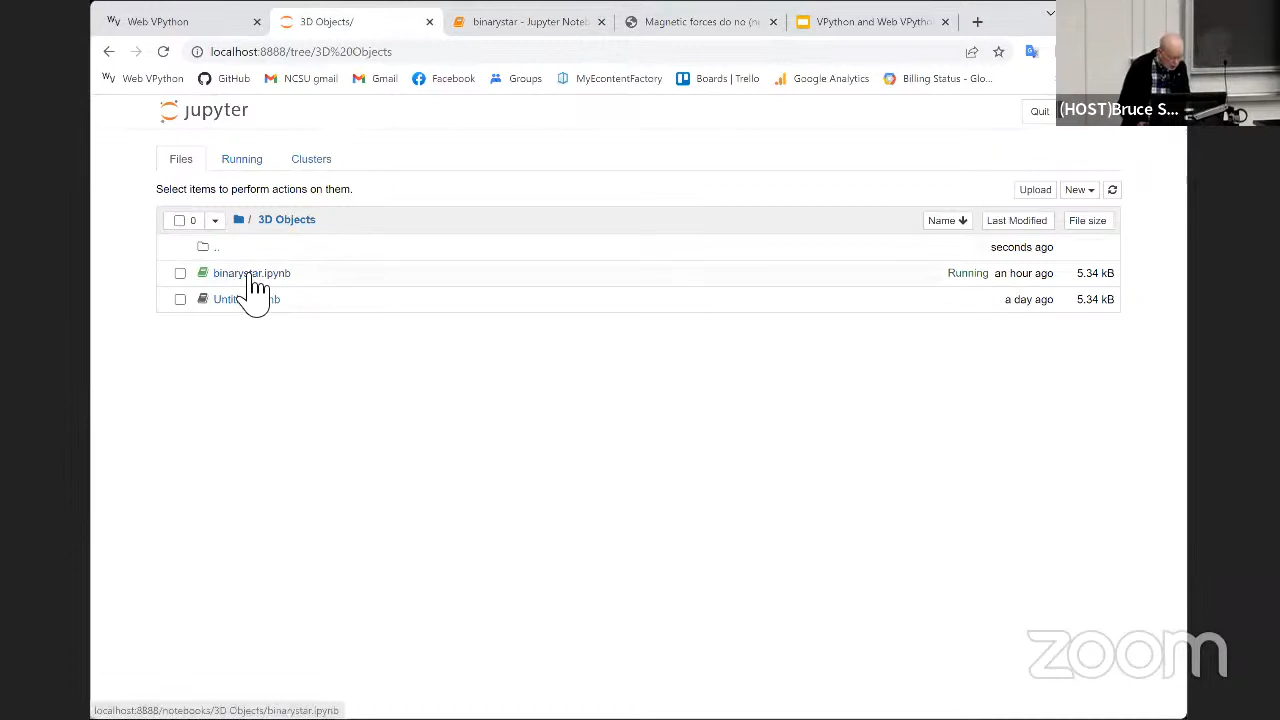 Web VPython
3D Objects/
binarystar - Jupyter Noteb
Magnetic forces do no (ne
VPython and Web VPytho
localhost:8888/tree/3D%20Objects
Web VPython
GitHub
NCSU gmail
Gmail
Facebook
Groups
MyEcontentFactory
Boards | Trello
Google Analytics
Billing Status - Glo...
jupyter
Quit
(HOST)Bruce S...
Files
Running
Clusters
Select items to perform actions on them.
Upload
New
0
/ 3D Objects
Name
Last Modified
File size
..
seconds ago
binarystar.ipynb
Running an hour ago
5.34 kB
a day ago
5.34 kB
zoom
localhost:8888/notebooks/3D Objects/binarystar.ipynb